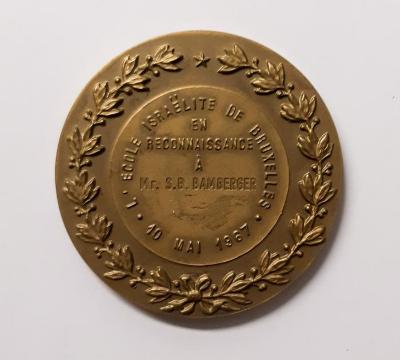 L'ÉCOLE ISRAËLITE DE BRUXELLES
EN
RECONNAISSANCE
À
Mr. S.B. BAMBERGER
· 10 MAI 1967 ·